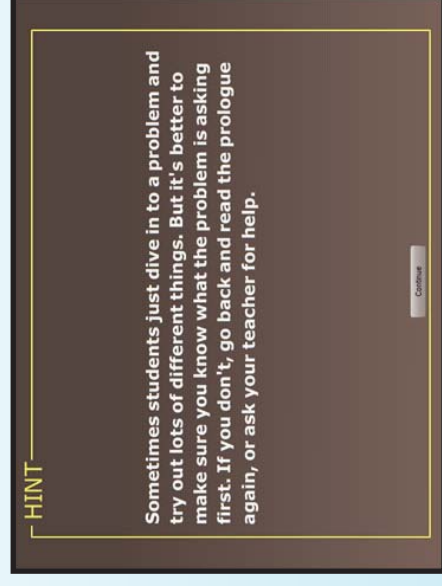 HINT
Sometimes students just dive in to a problem and
try out lots of different things. But it's better to
make sure you know what the problem is asking
first. If you don't, go back and read the prologue
again, or ask your teacher for help.
Continue